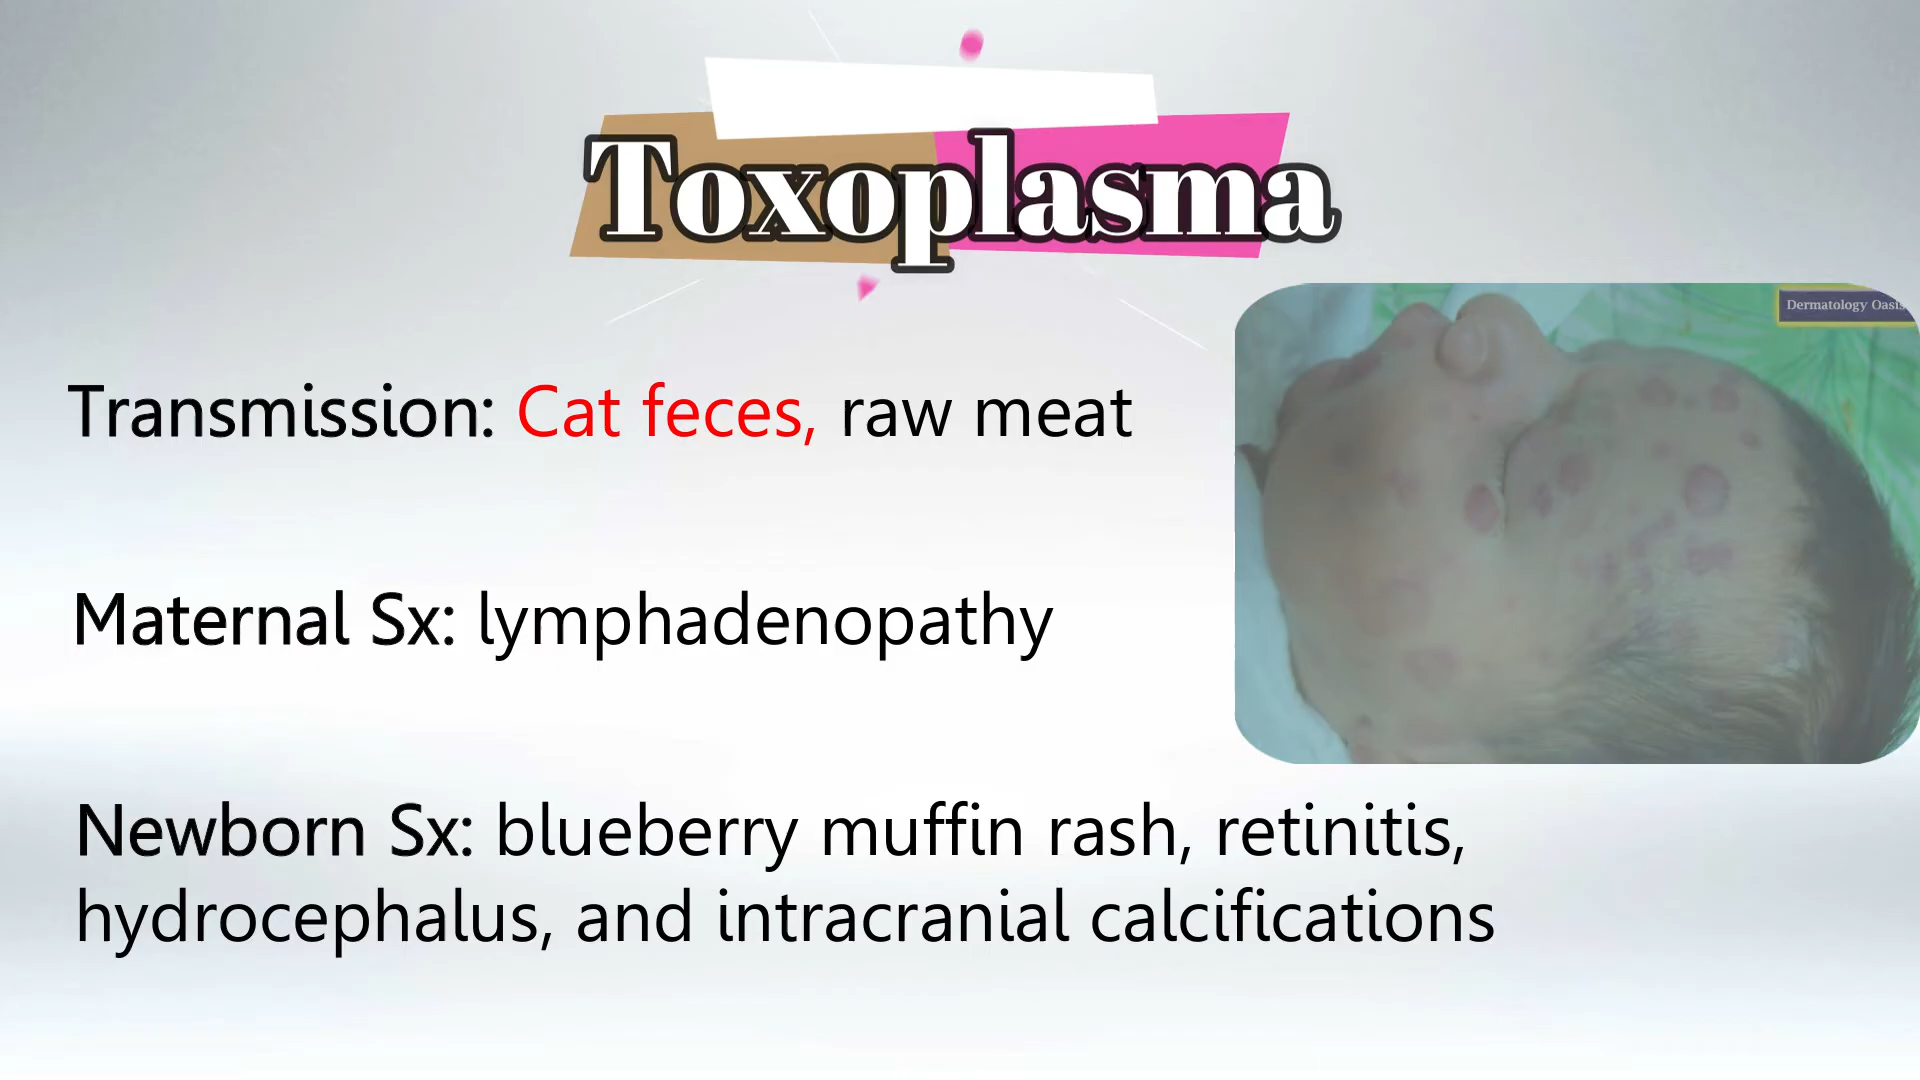 Toxoplasma
Dermatology Oasis
Transmission: Cat feces, raw meat
Maternal Sx: lymphadenopathy
Newborn Sx: blueberry muffin rash, retinitis,
hydrocephalus, and intracranial calcifications